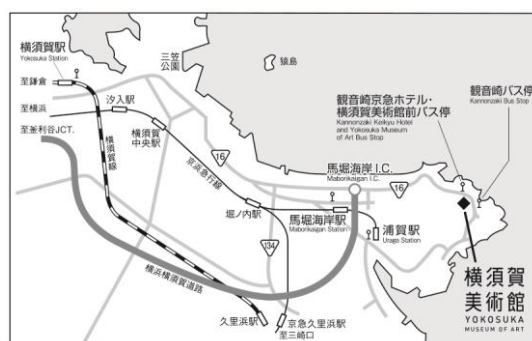 横須賀駅
Yokosuka Station
至鎌倉
至横浜
至釜利谷JCT.
汐入駅
横須賀
中央駅
三笠
公園
猿島
横須賀線
京浜急行線
16
堀ノ内駅
134
横浜横須賀道路
久里浜駅
京急久里浜駅
至三崎口
馬堀海岸I.C.
Maborikaigan I.C.
馬堀海岸駅
Maborikaigan Station
浦賀駅
Uraga Station
16
観音崎京急ホテル・
横須賀美術館前バス停
Kannonzaki Keikyu Hotel
and Yokosuka Museum
of Art Bus Stop
観音崎バス停
Kannonzaki Bus Stop
横須賀
美術館
YOKOSUKA
MUSEUM OF ART